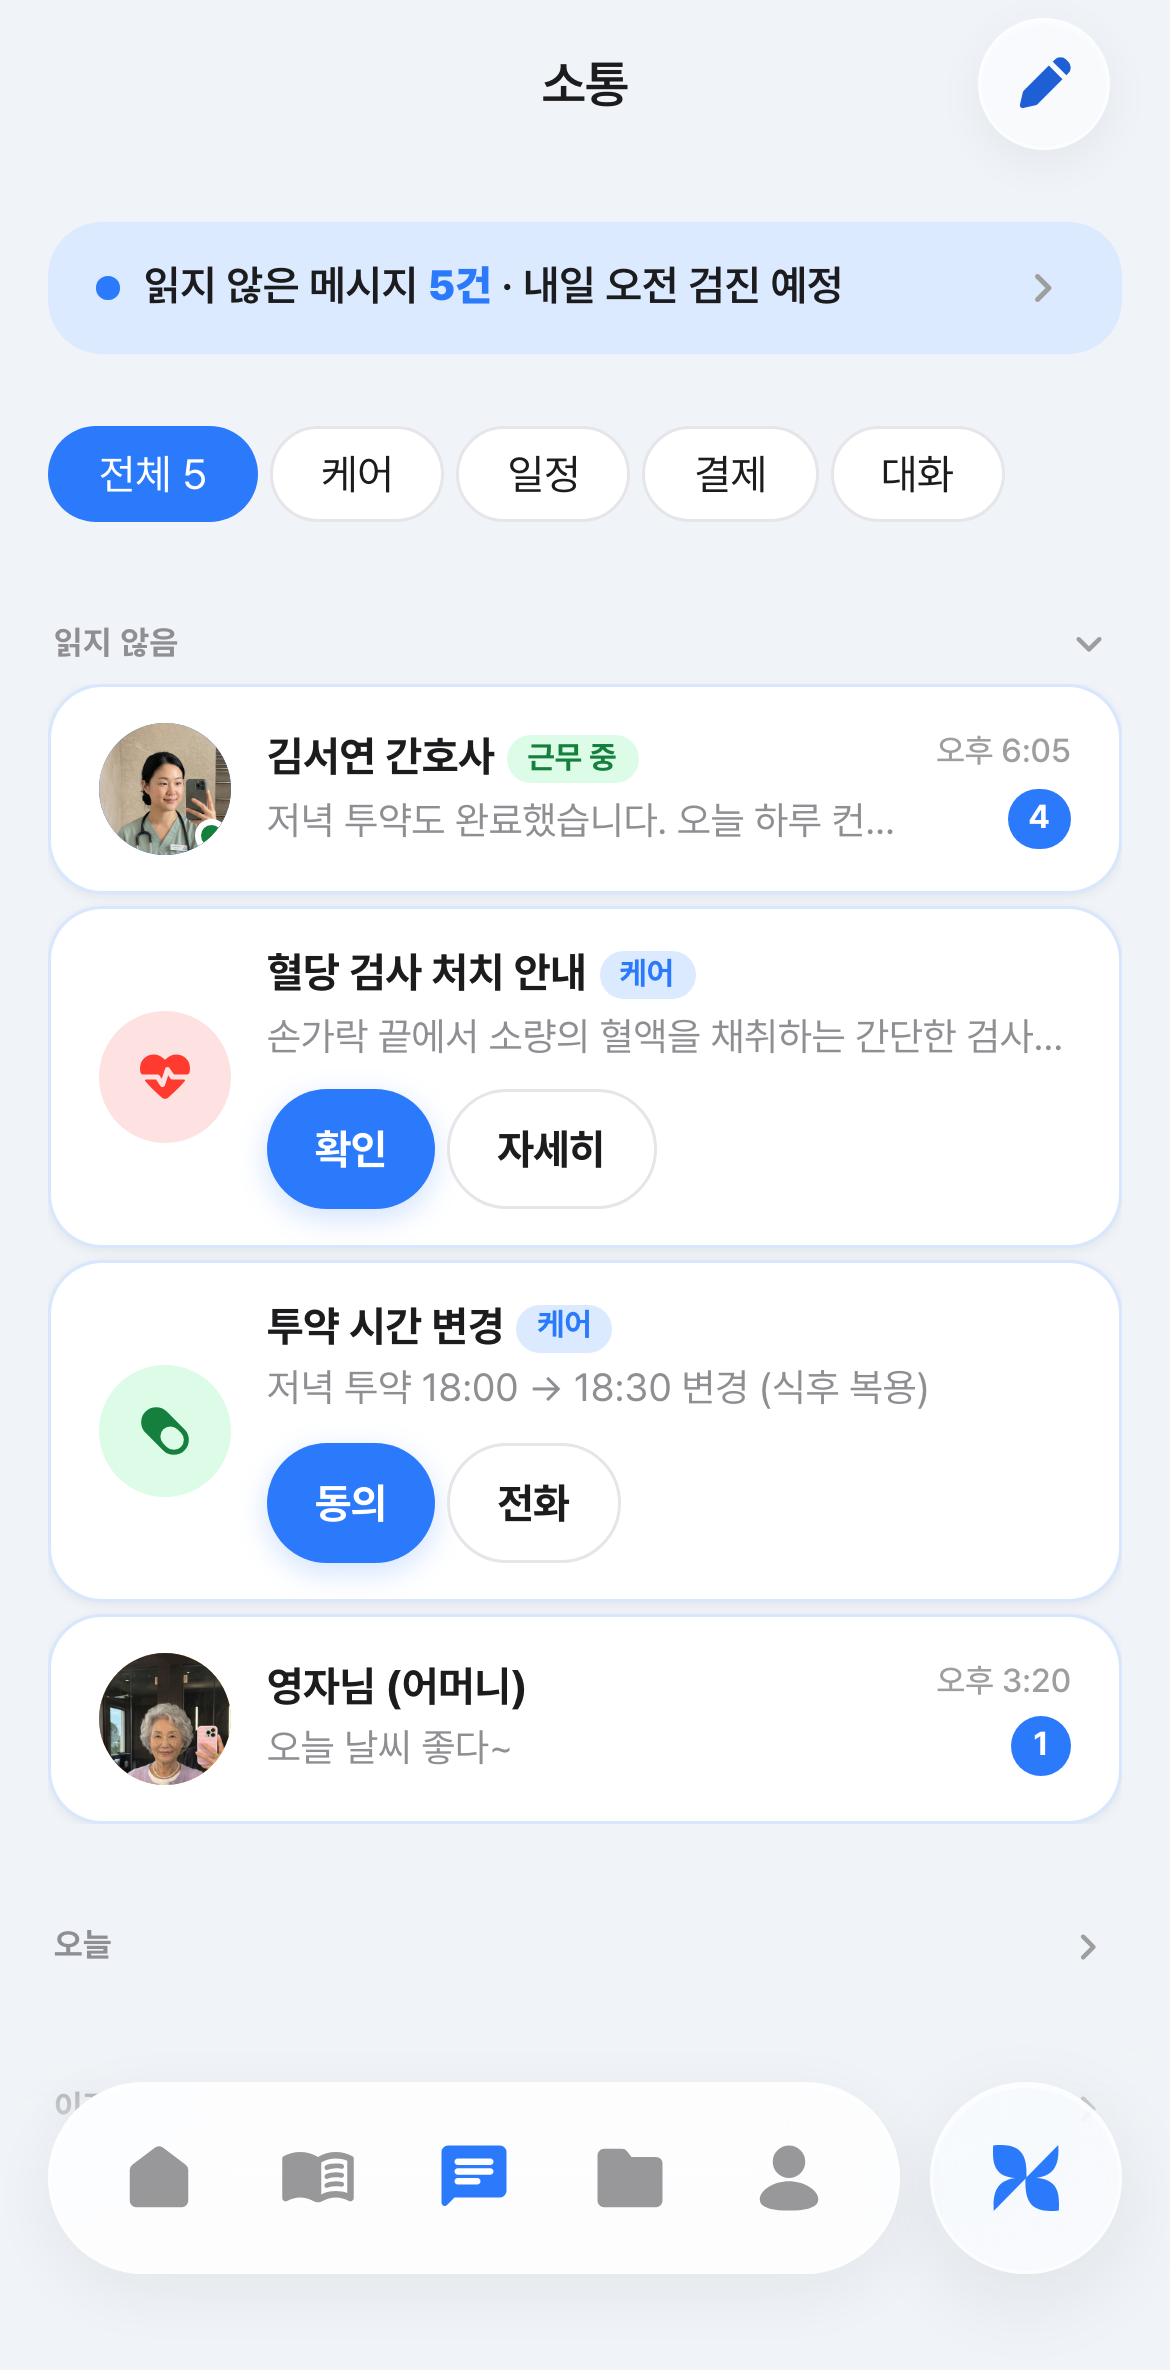 소통
읽지 않은 메시지 5건 · 내일 오전 검진 예정
전체 5 케어 일정 결제 대화
읽지 않음
김서연 간호사 근무 중 오후 6:05
저녁 투약도 완료했습니다. 오늘 하루 컨... 4
혈당 검사 처치 안내 케어
손가락 끝에서 소량의 혈액을 채취하는 간단한 검사...
확인 자세히
투약 시간 변경 케어
저녁 투약 18:00 → 18:30 변경 (식후 복용)
동의 전화
영자님 (어머니) 오후 3:20
오늘 날씨 좋다~ 1
오늘